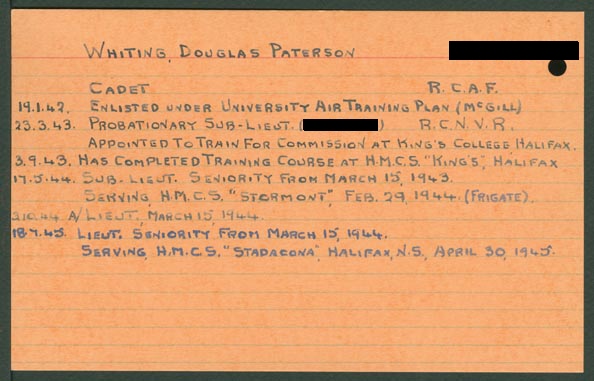 WHITING, DOUGLAS PATERSON
CADET R.C.A.F.
19.1.42. ENLISTED UNDER UNIVERSITY AIR TRAINING PLAN (MCGILL)
23.3.43. PROBATIONARY SUB-LIEUT. ( ) R.C.N.V.R.
APPOINTED TO TRAIN FOR COMMISSION AT KING'S COLLEGE, HALIFAX.
3.9.43. HAS COMPLETED TRAINING COURSE AT H.M.C.S. "KING'S", HALIFAX
17.5.44. SUB-LIEUT. SENIORITY FROM MARCH 15, 1943.
SERVING, H.M.C.S. "STORMONT", FEB. 29, 1944. (FRIGATE).
3.10.44 A/LIEUT., MARCH 15, 1944.
18.7.45. LIEUT. SENIORITY FROM MARCH 15, 1944.
SERVING, H.M.C.S. "STADACONA", HALIFAX, N.S., APRIL 30, 1945.